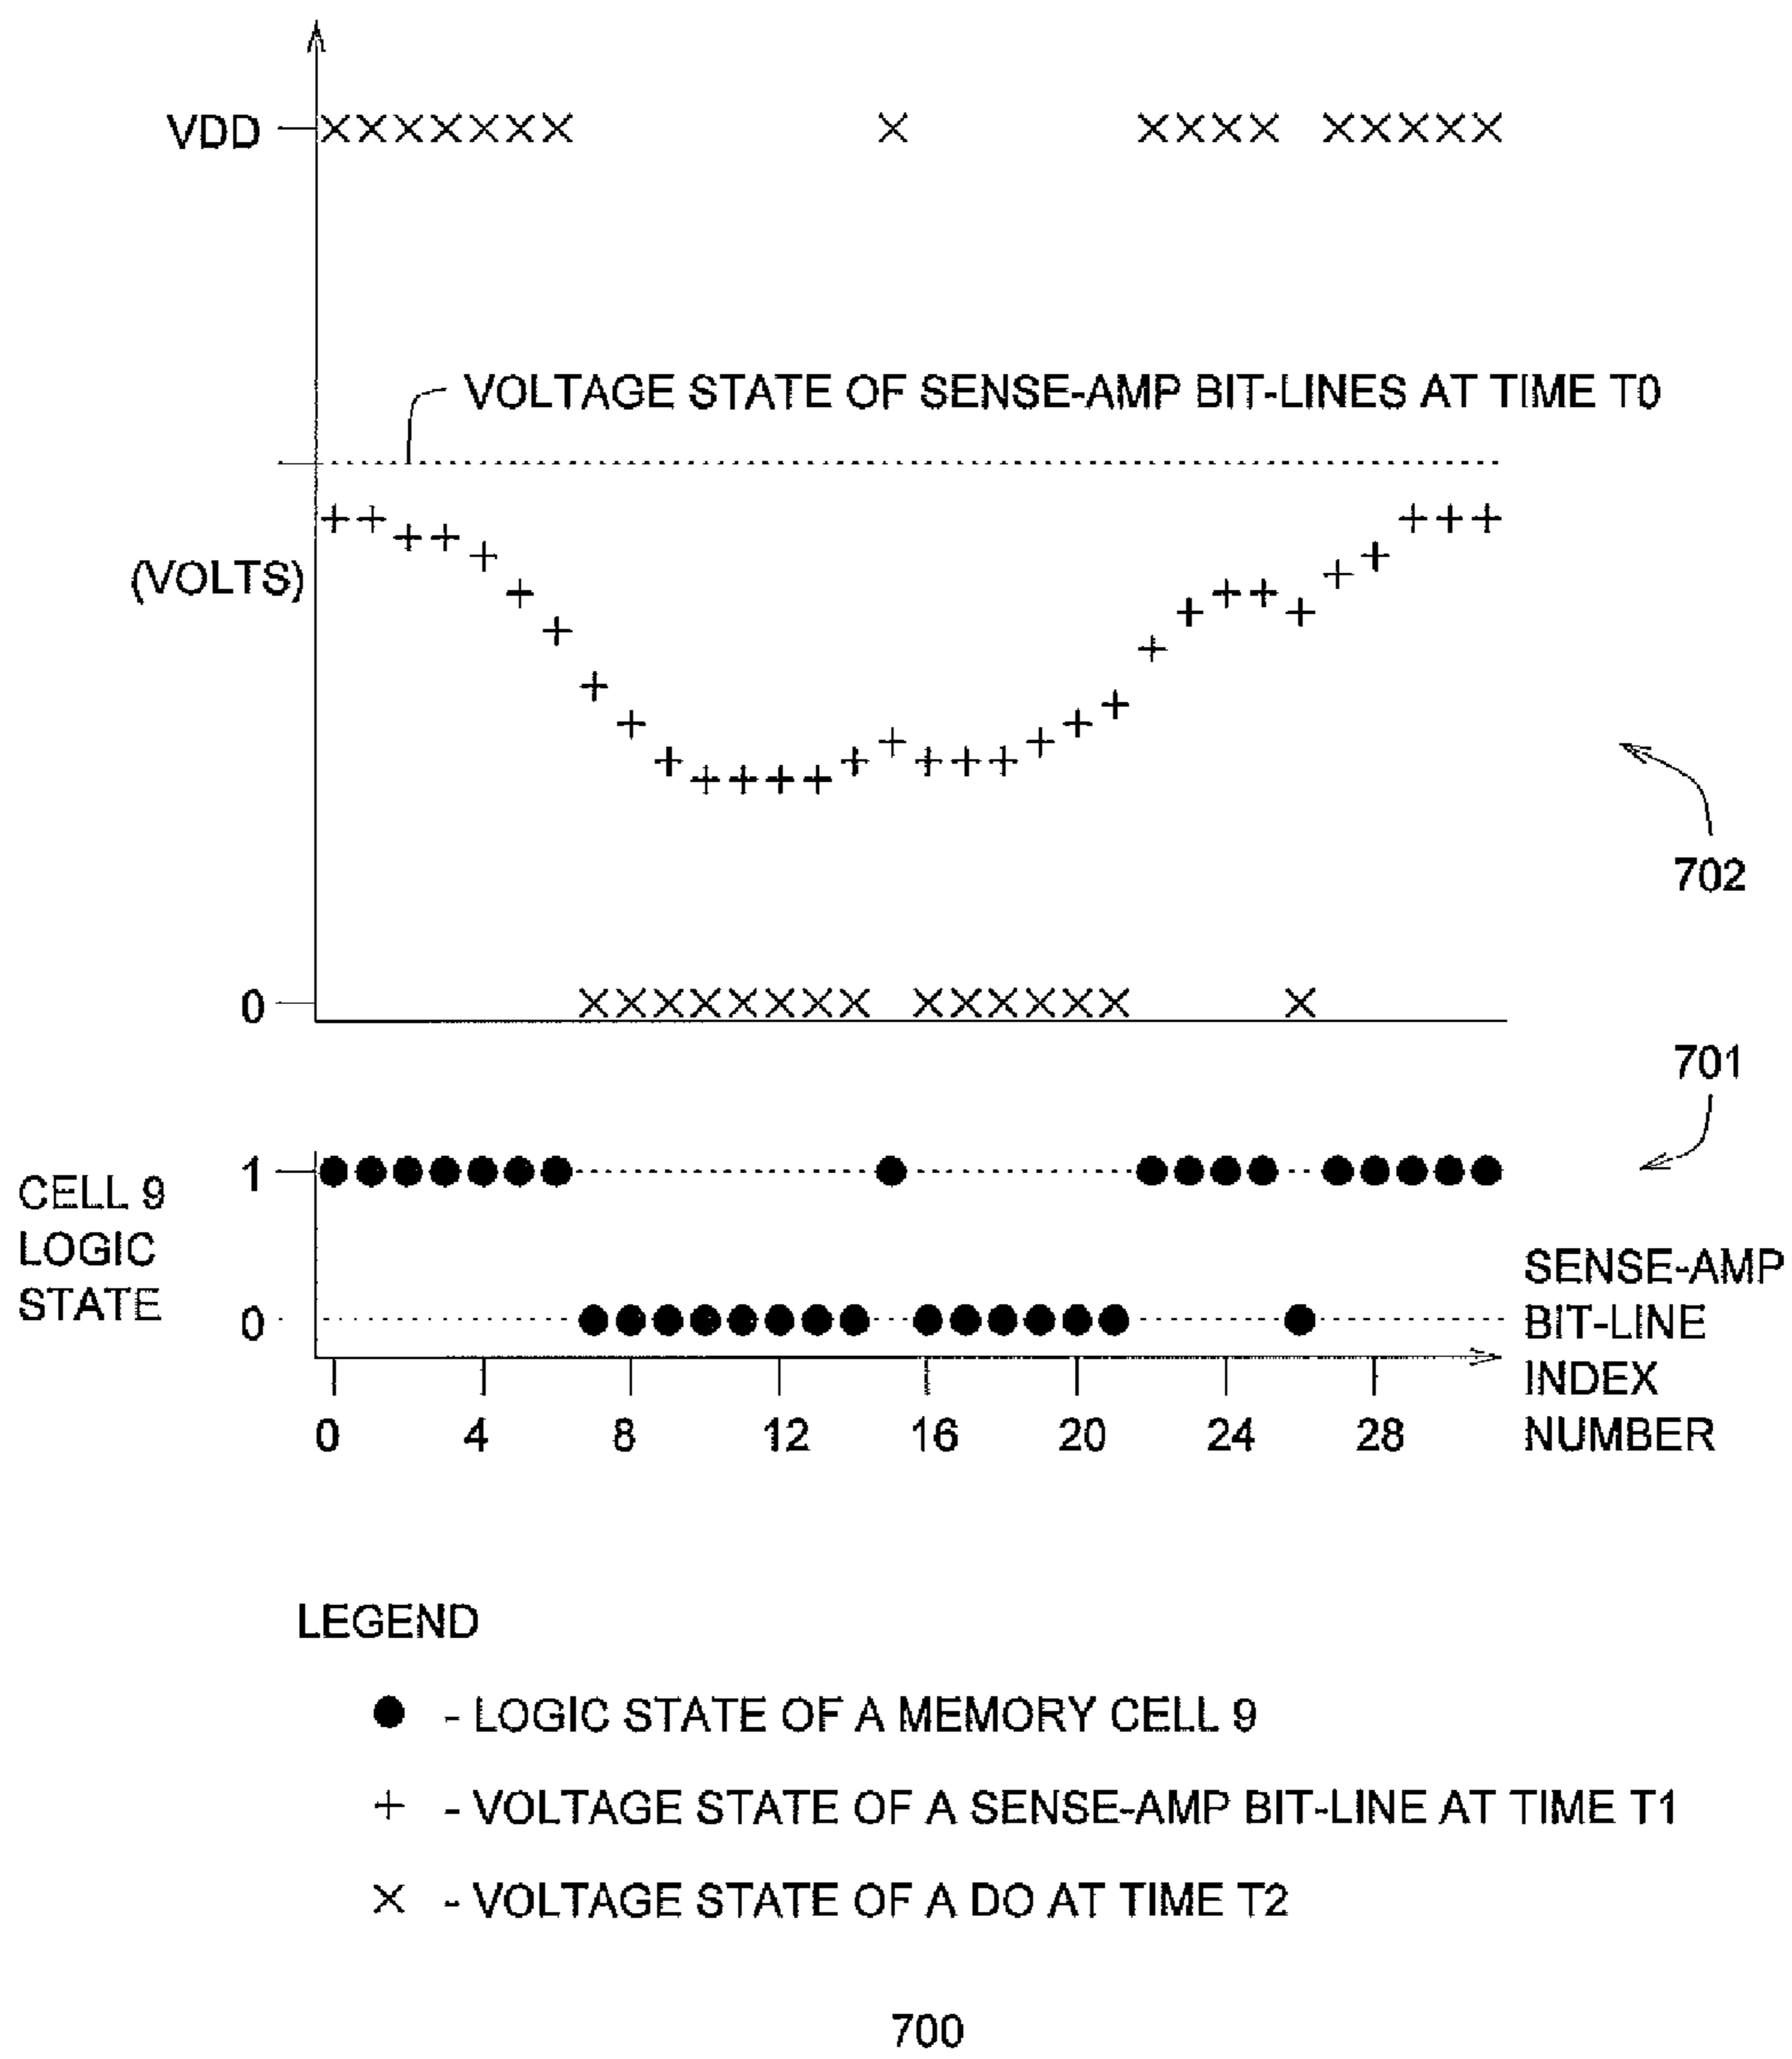 VDD
VOLTAGE STATE OF SENSE-AMP BIT-LINES AT TIME T0
(VOLTS)
702
0
701
1
CELL 9
LOGIC
STATE
0
SENSE-AMP
BIT-LINE
INDEX
NUMBER
0 4 8 12 16 20 24 28
LEGEND
- LOGIC STATE OF A MEMORY CELL 9
- VOLTAGE STATE OF A SENSE-AMP BIT-LINE AT TIME T1
- VOLTAGE STATE OF A DO AT TIME T2
700